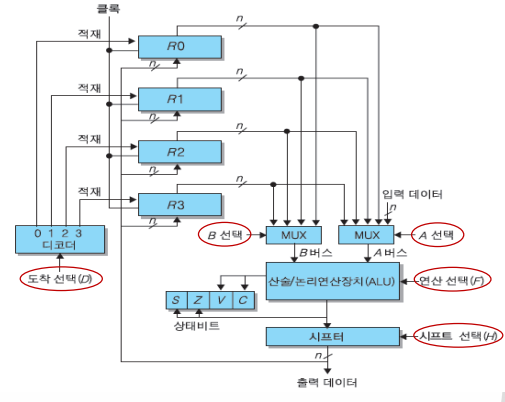 클록
n
적재
R0
n
n
적재
R1
n
n
적재
R2
n
n
적재
R3
n
입력 데이터
n
0 1 2 3
디코더
B 선택
MUX
MUX
A 선택
B 버스
A 버스
도착 선택(D)
산술/논리연산장치(ALU)
연산 선택(F)
S Z V C
상태비트
시프터
시프트 선택(H)
n
출력 데이터